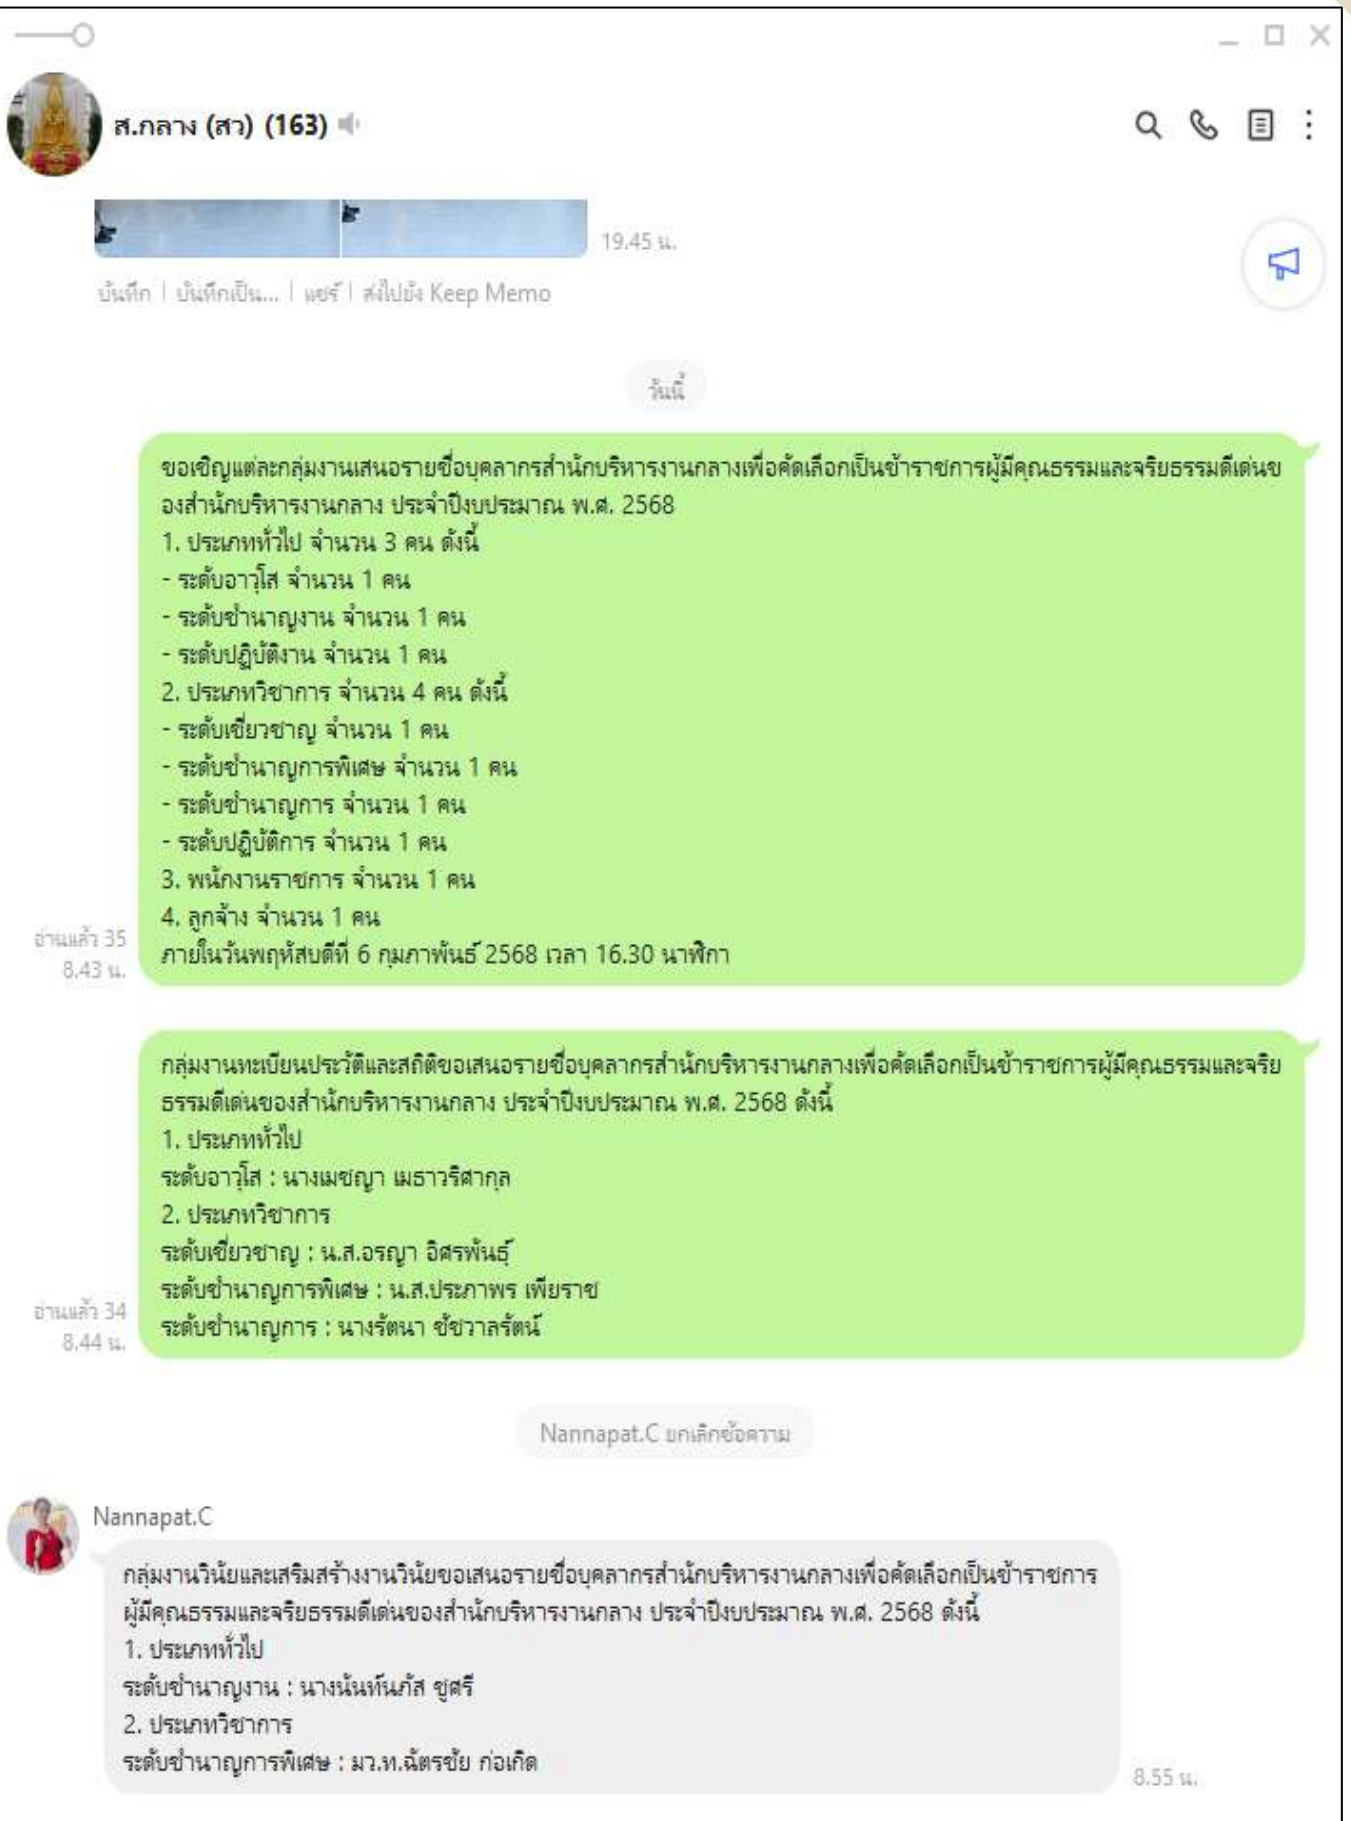 ส.กลาง (สว) (163)
19.45 น.
บันทึก | บันทึกเป็น... | แชร์ | ส่งไปยัง Keep Memo
วันนี้
ขอเชิญแต่ละกลุ่มงานเสนอรายชื่อบุคลากรสำนักบริหารงานกลางเพื่อคัดเลือกเป็นข้าราชการผู้มีคุณธรรมและจริยธรรมดีเด่นข
องสำนักบริหารงานกลาง ประจำปีงบประมาณ พ.ศ. 2568
1. ประเภททั่วไป จำนวน 3 คน ดังนี้
- ระดับอาวุโส จำนวน 1 คน
- ระดับชำนาญงาน จำนวน 1 คน
- ระดับปฏิบัติงาน จำนวน 1 คน
2. ประเภทวิชาการ จำนวน 4 คน ดังนี้
- ระดับเชี่ยวชาญ จำนวน 1 คน
- ระดับชำนาญการพิเศษ จำนวน 1 คน
- ระดับชำนาญการ จำนวน 1 คน
- ระดับปฏิบัติการ จำนวน 1 คน
3. พนักงานราชการ จำนวน 1 คน
4. ลูกจ้าง จำนวน 1 คน
ภายในวันพฤหัสบดีที่ 6 กุมภาพันธ์ 2568 เวลา 16.30 นาฬิกา
อ่านแล้ว 35
8.43 น.
กลุ่มงานทะเบียนประวัติและสถิติขอเสนอรายชื่อบุคลากรสำนักบริหารงานกลางเพื่อคัดเลือกเป็นข้าราชการผู้มีคุณธรรมและจริย
ธรรมดีเด่นของสำนักบริหารงานกลาง ประจำปีงบประมาณ พ.ศ. 2568 ดังนี้
1. ประเภททั่วไป
ระดับอาวุโส : นางเมชญา เมธาวริศากุล
2. ประเภทวิชาการ
ระดับเชี่ยวชาญ : น.ส.อรญา อิศรพันธุ์
ระดับชำนาญการพิเศษ : น.ส.ประภาพร เพียราช
ระดับชำนาญการ : นางรัตนา ชัชวาลรัตน์
อ่านแล้ว 34
8.44 น.
Nannapat.C ยกเลิกข้อความ
Nannapat.C
กลุ่มงานวินัยและเสริมสร้างงานวินัยขอเสนอรายชื่อบุคลากรสำนักบริหารงานกลางเพื่อคัดเลือกเป็นข้าราชการ
ผู้มีคุณธรรมและจริยธรรมดีเด่นของสำนักบริหารงานกลาง ประจำปีงบประมาณ พ.ศ. 2568 ดังนี้
1. ประเภททั่วไป
ระดับชำนาญงาน : นางนันท์นภัส ชูศรี
2. ประเภทวิชาการ
ระดับชำนาญการพิเศษ : มว.ท.ฉัตรชัย ก่อเกิด
8.55 น.